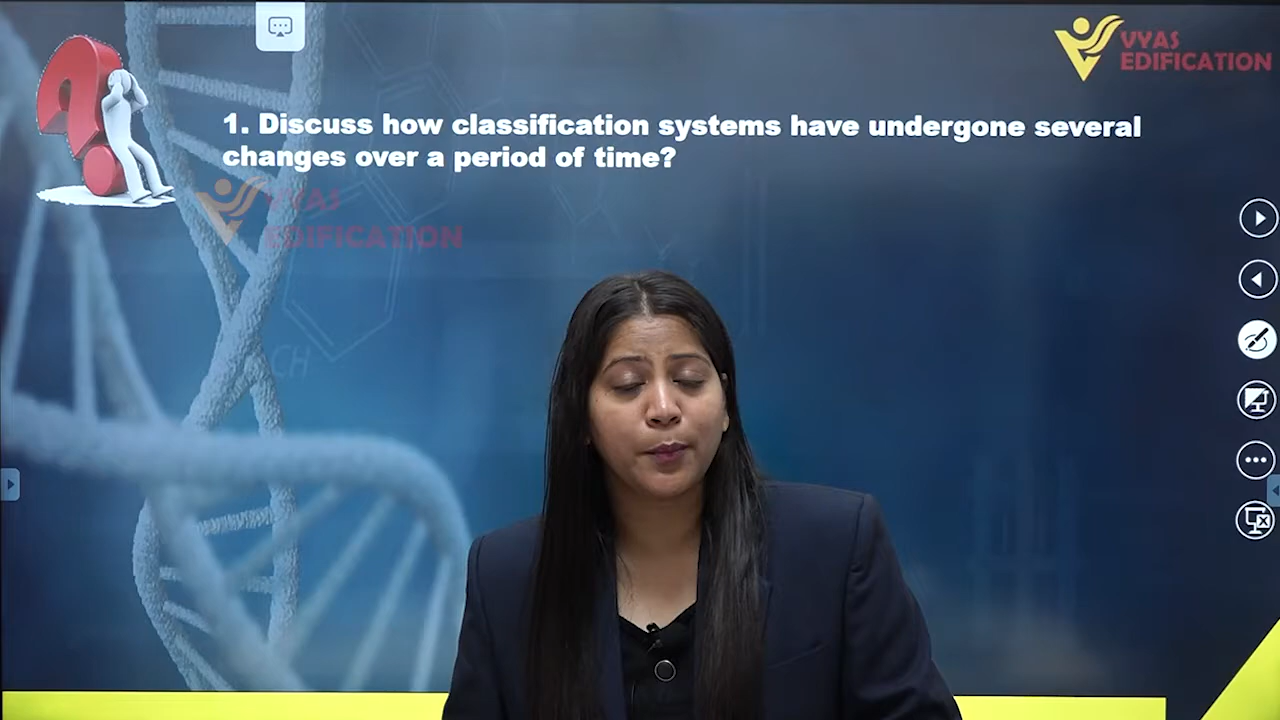 VYAS
EDIFICATION
1. Discuss how classification systems have undergone several
changes over a period of time?
VYAS
EDIFICATION
CH